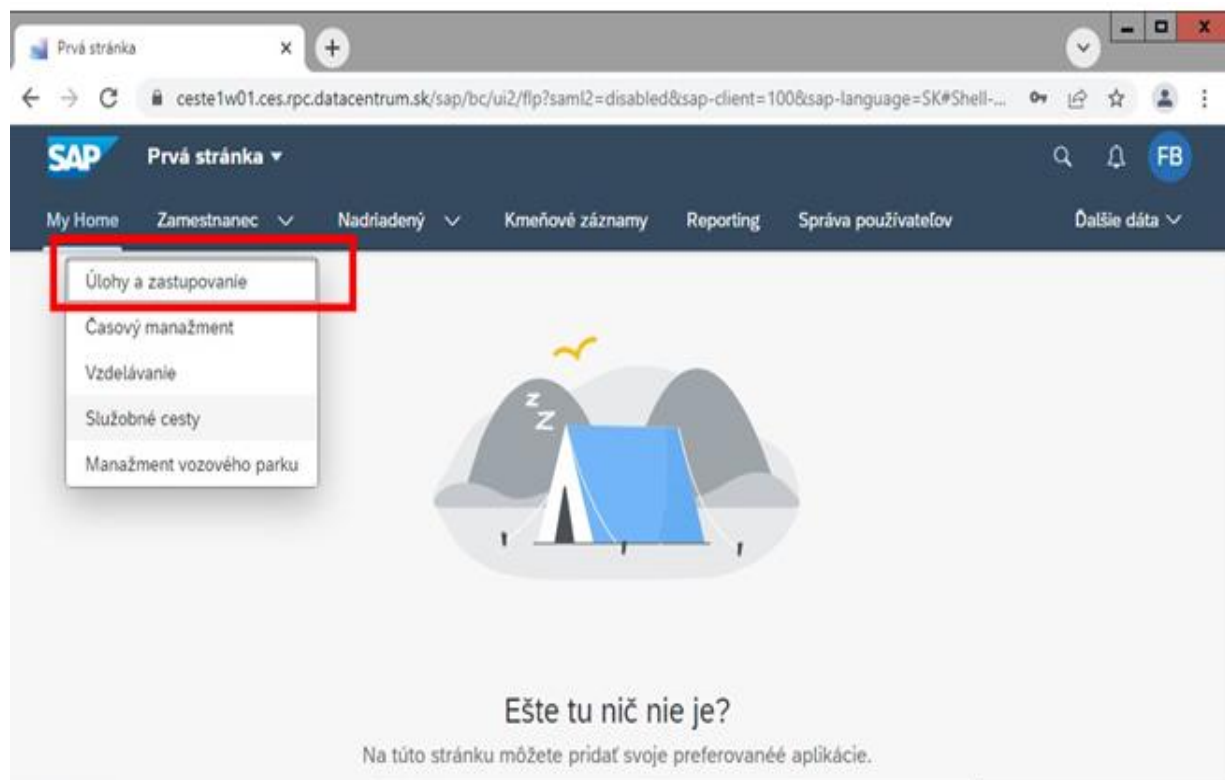 Prvá stránka
ceste1w01.ces.rpc.datacentrum.sk/sap/bc/ui2/flp?saml2=disabled&sap-client=100&sap-language=SK#Shell-...
SAP Prvá stránka FB
My Home Zamestnanec Nadriadený Kmeňové záznamy Reporting Správa používateľov Ďalšie dáta
Úlohy a zastupovanie
Časový manažment
Vzdelávanie
Služobné cesty
Manažment vozového parku
z
Z
Ešte tu nič nie je?
Na túto stránku môžete pridať svoje preferovanéé aplikácie.